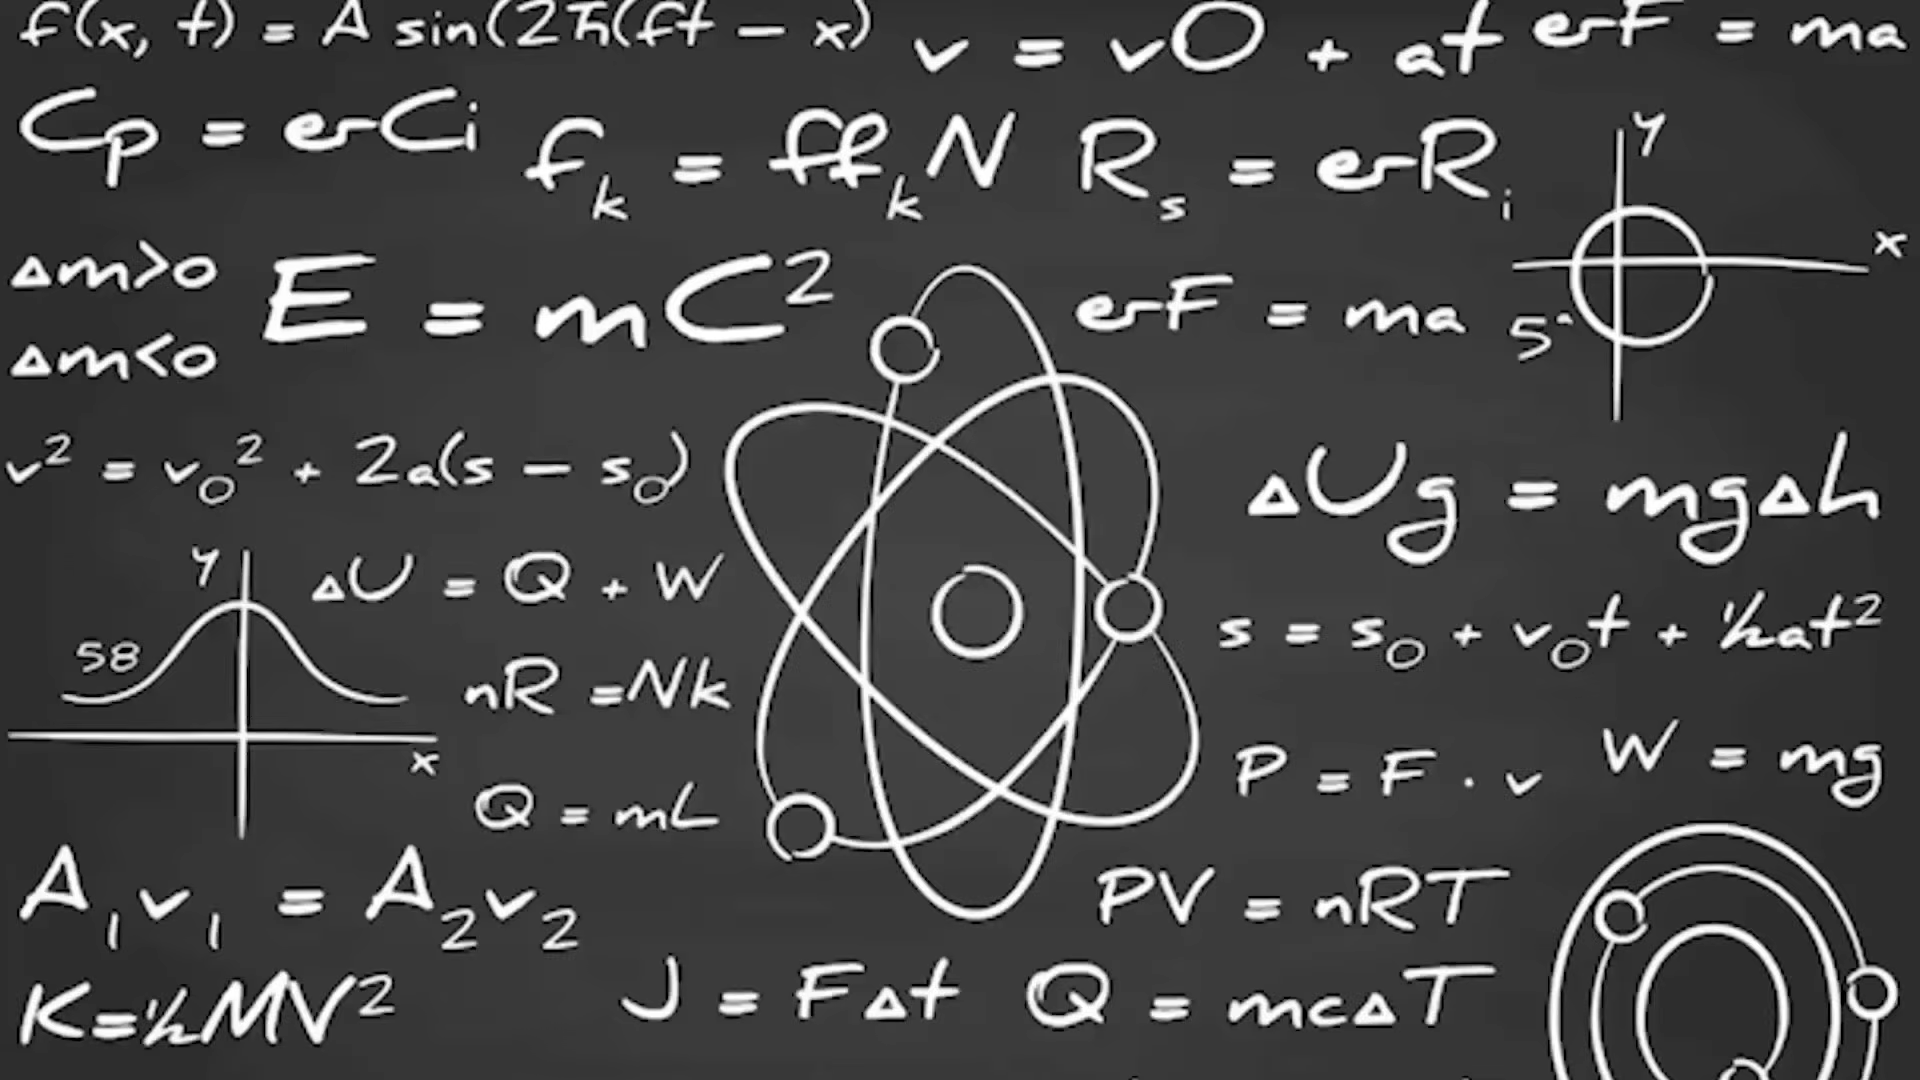 f(x, t) = A sin(2ħ(ft - x)
v = v0 + at
erF = ma
Cp = erCi
fₖ = ffₖN
Rₛ = erRᵢ
y
x
5
Δm>0
E = mC²
erF = ma
Δm<0
v² = v₀² + 2a(s - s₀)
ΔUg = mgΔh
y
58
x
ΔU = Q + W
s = s₀ + v₀t + ½at²
nR =Nk
P = F · v
W = mg
Q = mL
A₁v₁ = A₂v₂
PV = nRT
K=½MV²
J = FΔt
Q = mcΔT